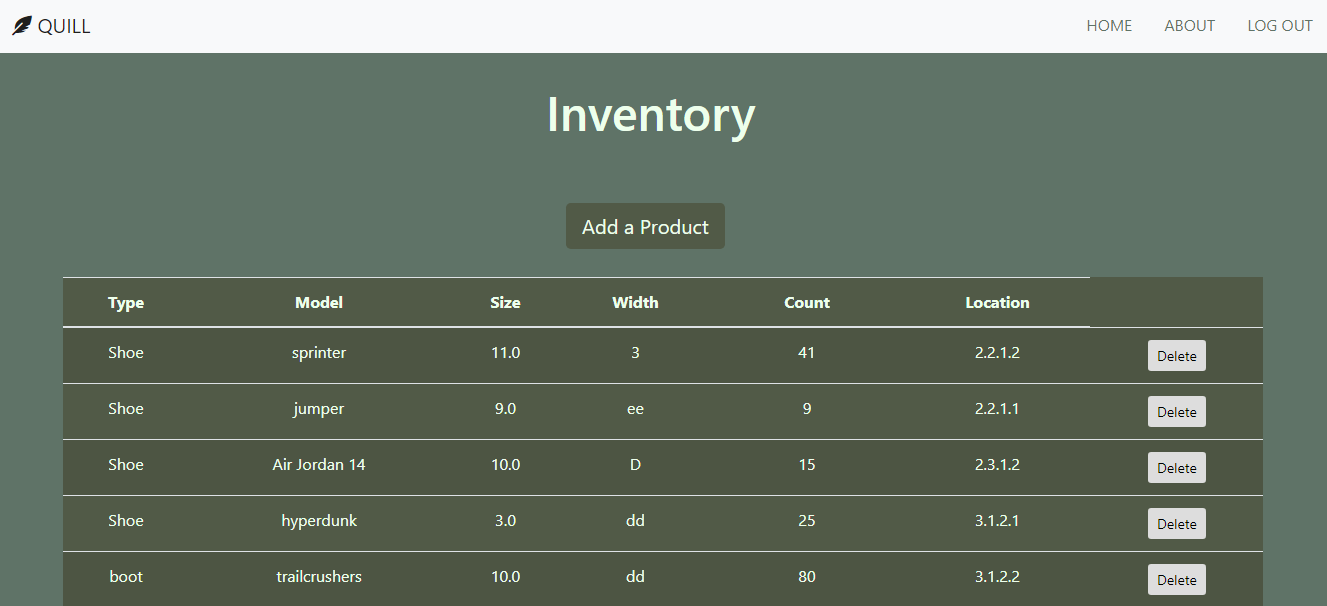 QUILL HOME ABOUT LOG OUT
Inventory
Add a Product
Type Model Size Width Count Location
Shoe sprinter 11.0 3 41 2.2.1.2 Delete
Shoe jumper 9.0 ee 9 2.2.1.1 Delete
Shoe Air Jordan 14 10.0 D 15 2.3.1.2 Delete
Shoe hyperdunk 3.0 dd 25 3.1.2.1 Delete
boot trailcrushers 10.0 dd 80 3.1.2.2 Delete